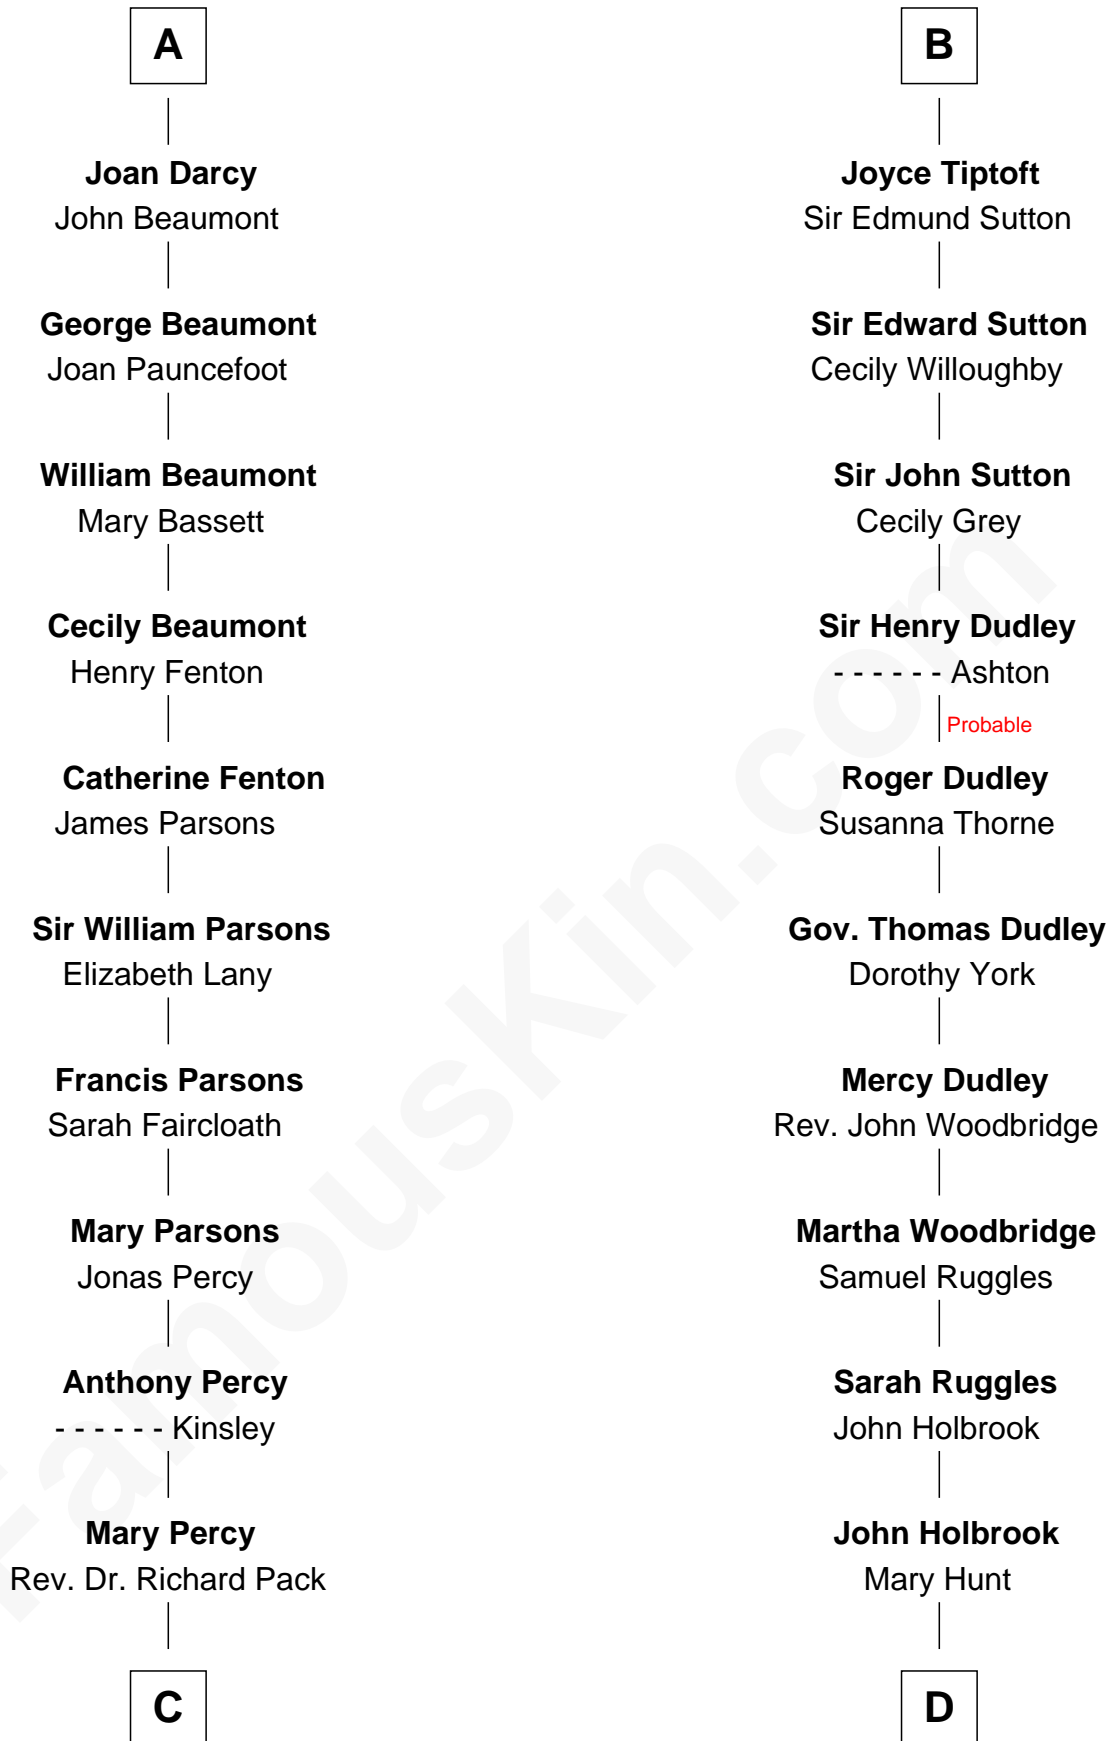 A
Joan Darcy
John Beaumont
George Beaumont
Joan Pauncefoot
William Beaumont
Mary Bassett
Cecily Beaumont
Henry Fenton
Catherine Fenton
James Parsons
Sir William Parsons
Elizabeth Lany
Francis Parsons
Sarah Faircloath
Mary Parsons
Jonas Percy
Anthony Percy
- - - - - - Kinsley
Mary Percy
Rev. Dr. Richard Pack
C
B
Joyce Tiptoft
Sir Edmund Sutton
Sir Edward Sutton
Cecily Willoughby
Sir John Sutton
Cecily Grey
Sir Henry Dudley
- - - - - - Ashton
Probable
Roger Dudley
Susanna Thorne
Gov. Thomas Dudley
Dorothy York
Mercy Dudley
Rev. John Woodbridge
Martha Woodbridge
Samuel Ruggles
Sarah Ruggles
John Holbrook
John Holbrook
Mary Hunt
D
FamousKin.com